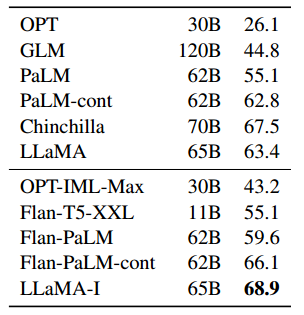 OPT 30B 26.1
GLM 120B 44.8
PaLM 62B 55.1
PaLM-cont 62B 62.8
Chinchilla 70B 67.5
LLaMA 65B 63.4
OPT-IML-Max 30B 43.2
Flan-T5-XXL 11B 55.1
Flan-PaLM 62B 59.6
Flan-PaLM-cont 62B 66.1
LLaMA-I 65B 68.9